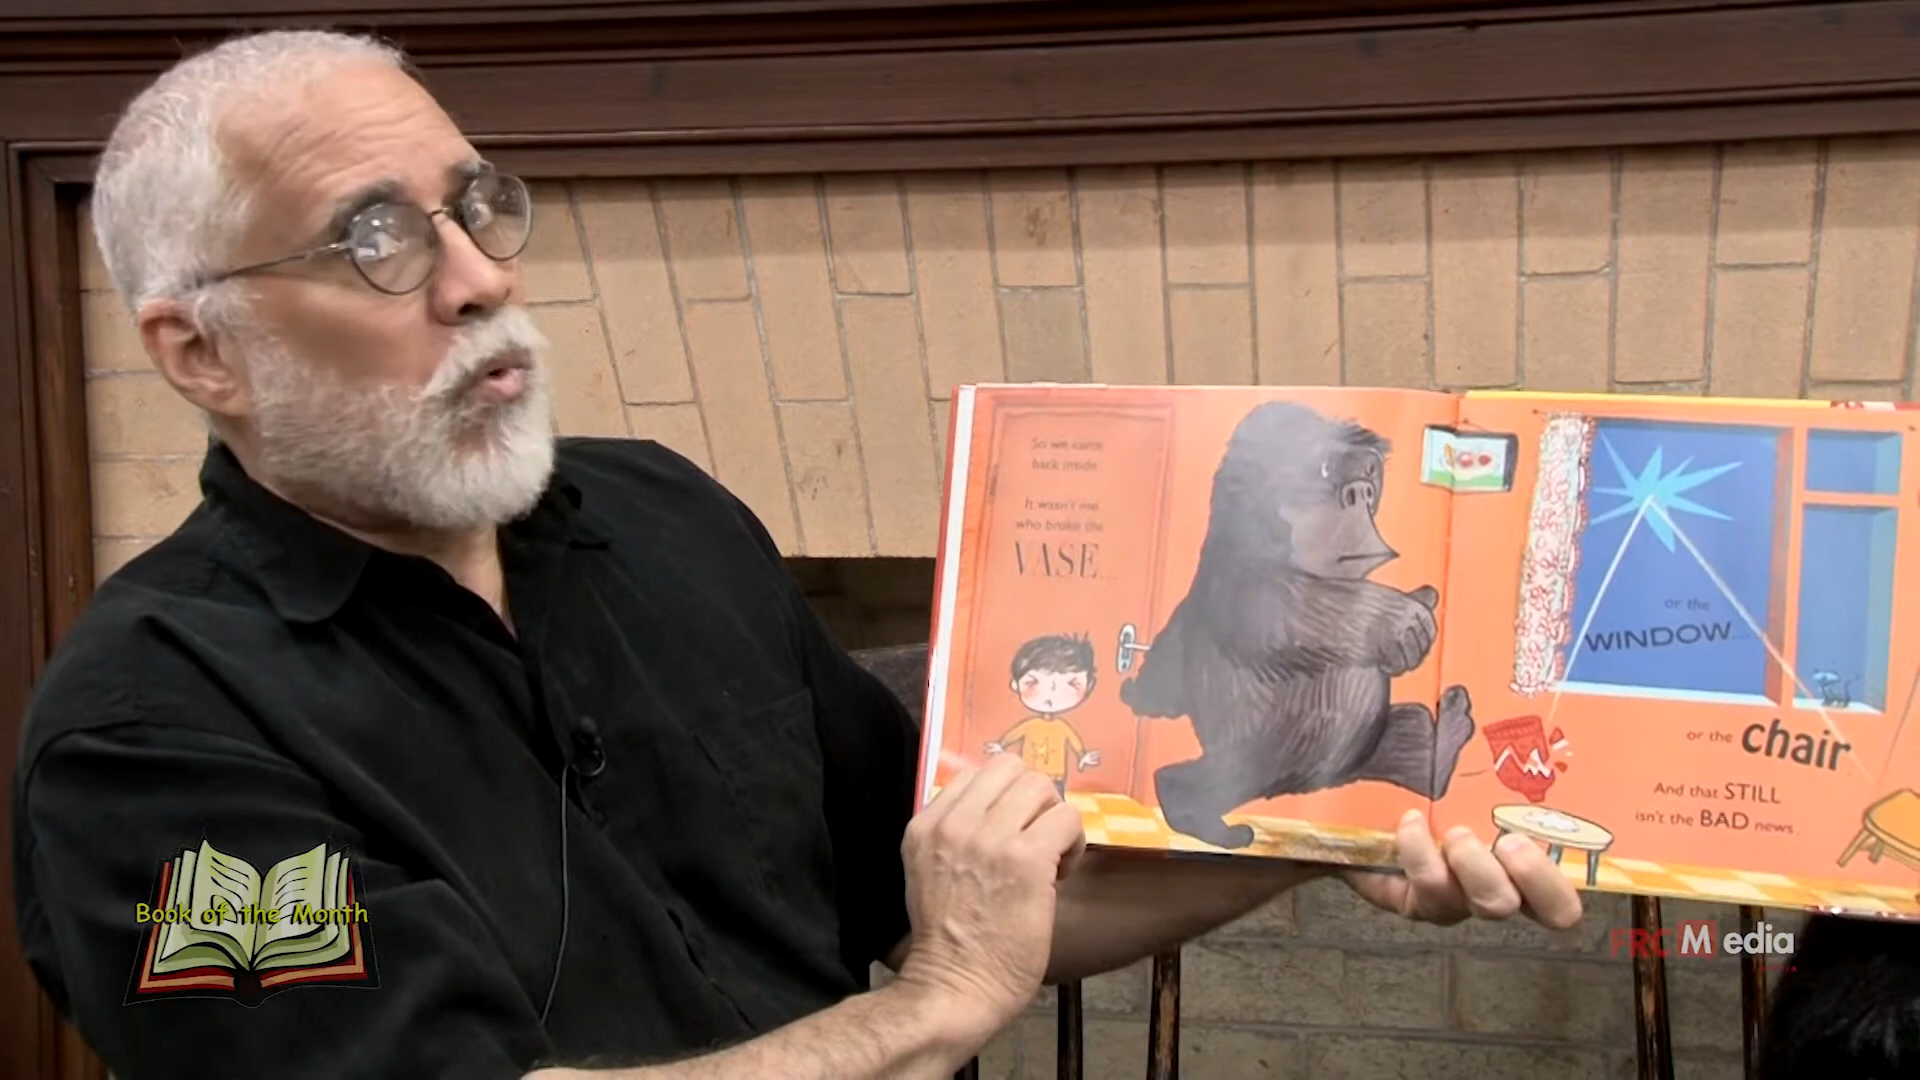 So we came
back inside.
It wasn't me
who broke the
VASE...
or the
WINDOW....
or the chair
And that STILL
isn't the BAD news.
Book of the Month
FRC Media